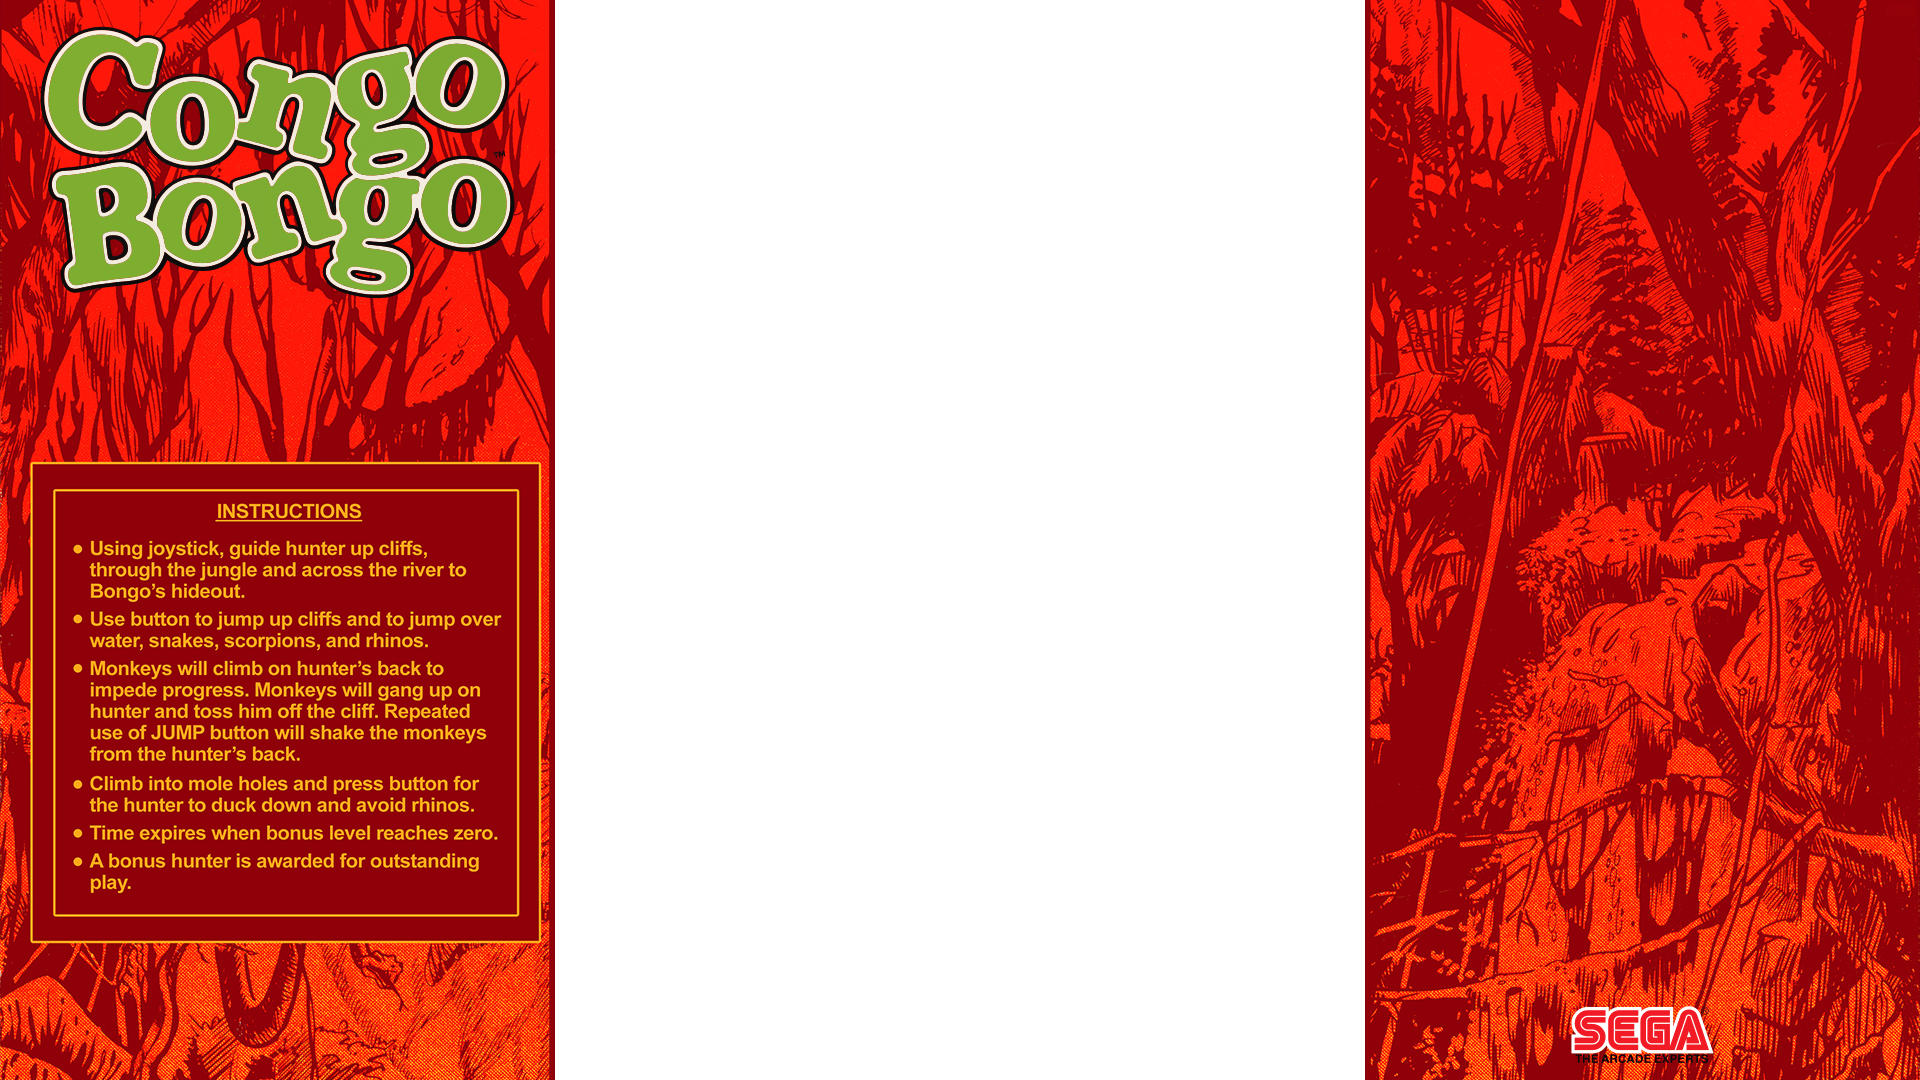 Congo
Bongo
™
INSTRUCTIONS
• Using joystick, guide hunter up cliffs,
through the jungle and across the river to
Bongo’s hideout.
• Use button to jump up cliffs and to jump over
water, snakes, scorpions, and rhinos.
• Monkeys will climb on hunter’s back to
impede progress. Monkeys will gang up on
hunter and toss him off the cliff. Repeated
use of JUMP button will shake the monkeys
from the hunter’s back.
• Climb into mole holes and press button for
the hunter to duck down and avoid rhinos.
• Time expires when bonus level reaches zero.
• A bonus hunter is awarded for outstanding
play.
SEGA
THE ARCADE EXPERTS